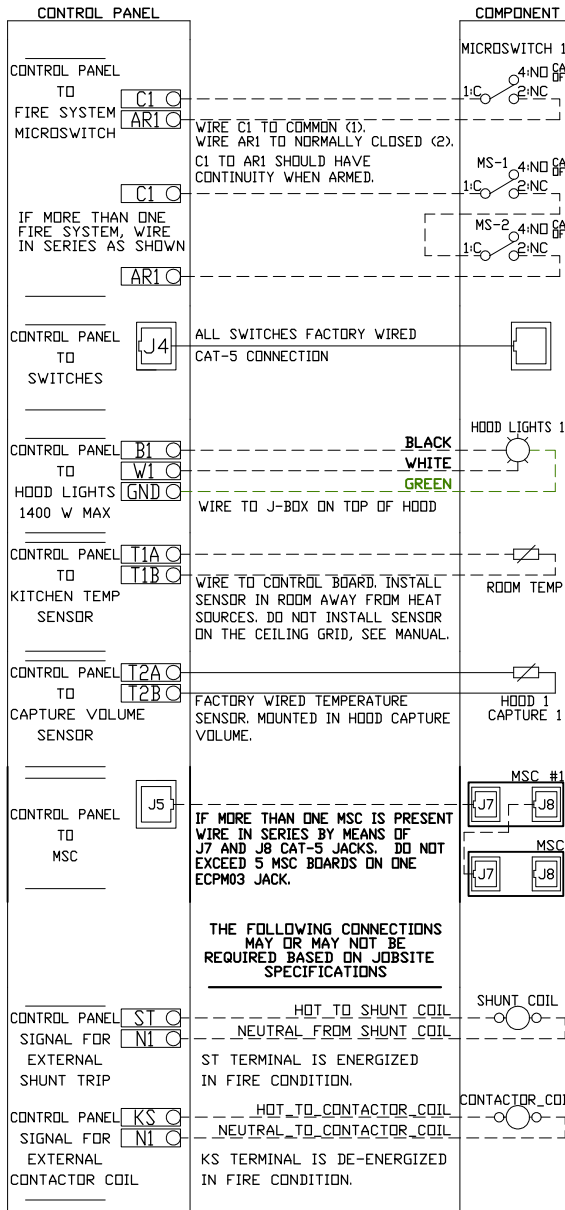 CONTROL PANEL
COMPONENT
MICROSWITCH 1
CONTROL PANEL
TO
FIRE SYSTEM
MICROSWITCH
C1
AR1
1:C
4:NO
2:NC
WIRE C1 TO COMMON (1).
WIRE AR1 TO NORMALLY CLOSED (2).
C1 TO AR1 SHOULD HAVE
CONTINUITY WHEN ARMED.
MS-1
4:NO
1:C
2:NC
C1
IF MORE THAN ONE
FIRE SYSTEM, WIRE
IN SERIES AS SHOWN
MS-2
4:NO
1:C
2:NC
AR1
CONTROL PANEL
TO
SWITCHES
J4
ALL SWITCHES FACTORY WIRED
CAT-5 CONNECTION
HOOD LIGHTS 1
CONTROL PANEL
TO
HOOD LIGHTS
1400 W MAX
B1
W1
GND
BLACK
WHITE
GREEN
WIRE TO J-BOX ON TOP OF HOOD
CONTROL PANEL
TO
KITCHEN TEMP
SENSOR
T1A
T1B
WIRE TO CONTROL BOARD. INSTALL
SENSOR IN ROOM AWAY FROM HEAT
SOURCES. DO NOT INSTALL SENSOR
ON THE CEILING GRID, SEE MANUAL.
ROOM TEMP
CONTROL PANEL
TO
CAPTURE VOLUME
SENSOR
T2A
T2B
FACTORY WIRED TEMPERATURE
SENSOR. MOUNTED IN HOOD CAPTURE
VOLUME.
HOOD 1
CAPTURE 1
CONTROL PANEL
TO
MSC
J5
IF MORE THAN ONE MSC IS PRESENT
WIRE IN SERIES BY MEANS OF
J7 AND J8 CAT-5 JACKS. DO NOT
EXCEED 5 MSC BOARDS ON ONE
ECPM03 JACK.
MSC #1
J7
J8
MSC
J7
J8
THE FOLLOWING CONNECTIONS
MAY OR MAY NOT BE
REQUIRED BASED ON JOBSITE
SPECIFICATIONS
CONTROL PANEL
SIGNAL FOR
EXTERNAL
SHUNT TRIP
ST
N1
HOT TO SHUNT COIL
NEUTRAL FROM SHUNT COIL
ST TERMINAL IS ENERGIZED
IN FIRE CONDITION.
SHUNT COIL
CONTROL PANEL
SIGNAL FOR
EXTERNAL
CONTACTOR COIL
KS
N1
HOT TO CONTACTOR COIL
NEUTRAL TO CONTACTOR COIL
KS TERMINAL IS DE-ENERGIZED
IN FIRE CONDITION.
CONTACTOR COI